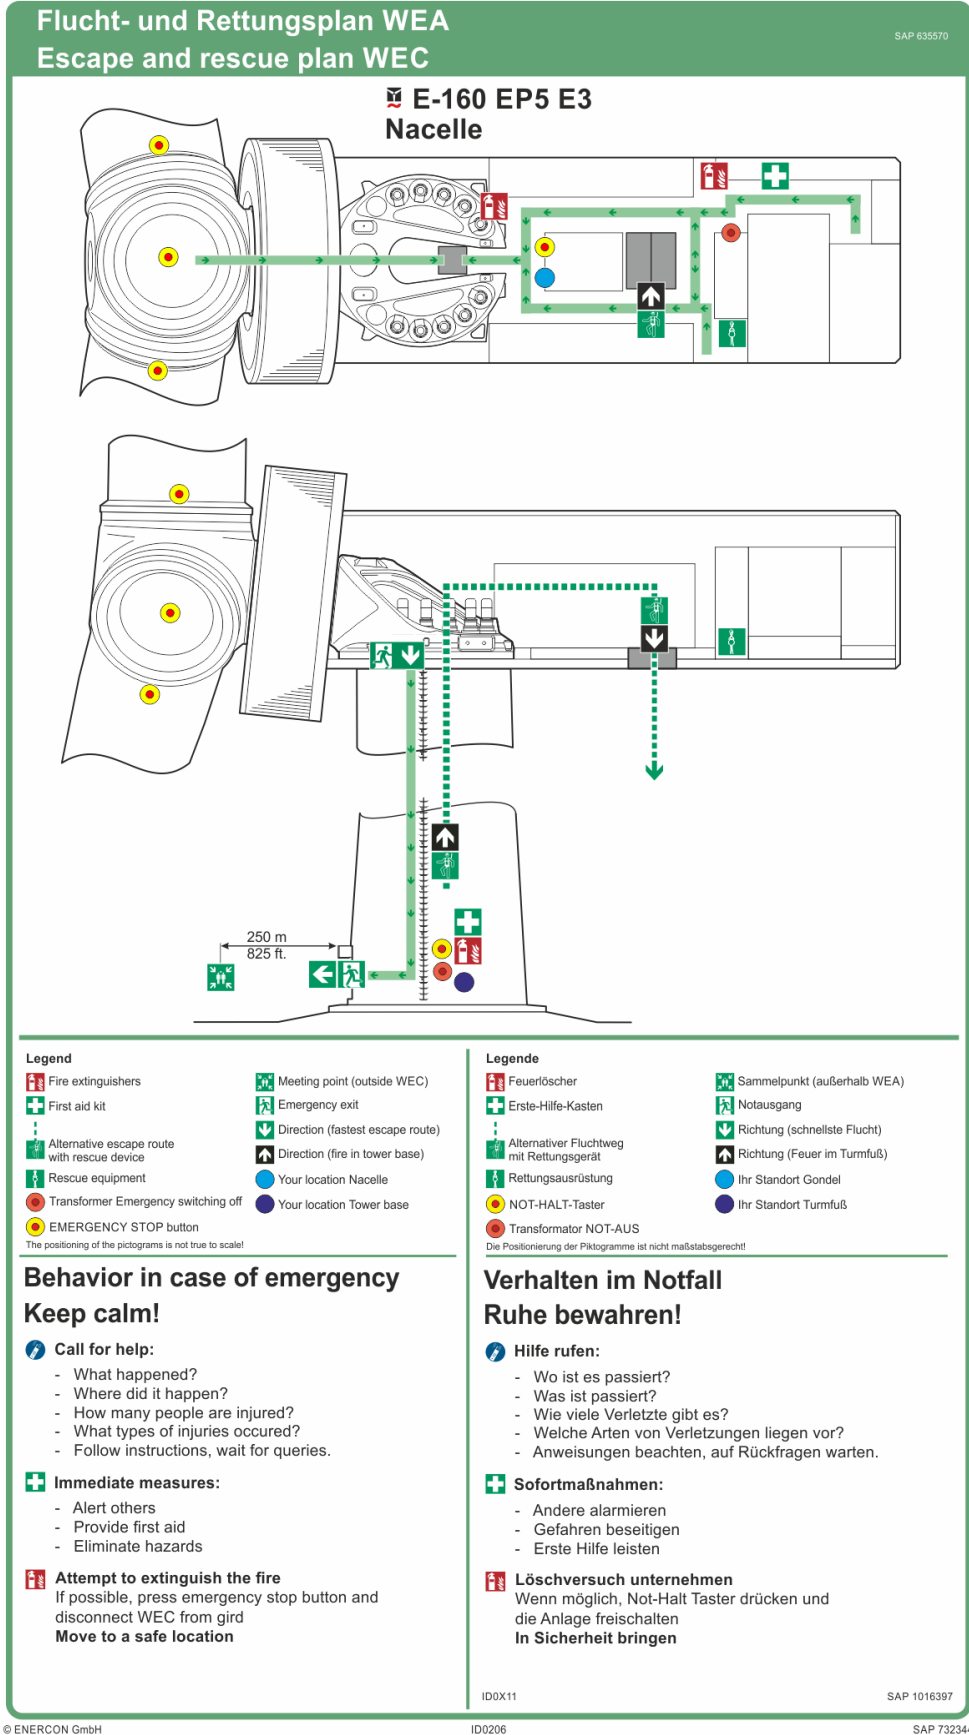 Flucht- und Rettungsplan WEA
Escape and rescue plan WEC
SAP 635570
E-160 EP5 E3
Nacelle
250 m
825 ft.
Legend
Fire extinguishers
First aid kit
Alternative escape route
with rescue device
Rescue equipment
Transformer Emergency switching off
EMERGENCY STOP button
The positioning of the pictograms is not true to scale!
Meeting point (outside WEC)
Emergency exit
Direction (fastest escape route)
Direction (fire in tower base)
Your location Nacelle
Your location Tower base
Legende
Feuerlöscher
Erste-Hilfe-Kasten
Alternativer Fluchtweg
mit Rettungsgerät
Rettungsausrüstung
NOT-HALT-Taster
Transformator NOT-AUS
Die Positionierung der Piktogramme ist nicht maßstabsgerecht!
Sammelpunkt (außerhalb WEA)
Notausgang
Richtung (schnellste Flucht)
Richtung (Feuer im Turmfuß)
Ihr Standort Gondel
Ihr Standort Turmfuß
Behavior in case of emergency
Keep calm!
Call for help:
- What happened?
- Where did it happen?
- How many people are injured?
- What types of injuries occured?
- Follow instructions, wait for queries.
Immediate measures:
- Alert others
- Provide first aid
- Eliminate hazards
Attempt to extinguish the fire
If possible, press emergency stop button and
disconnect WEC from gird
Move to a safe location
Verhalten im Notfall
Ruhe bewahren!
Hilfe rufen:
- Wo ist es passiert?
- Was ist passiert?
- Wie viele Verletzte gibt es?
- Welche Arten von Verletzungen liegen vor?
- Anweisungen beachten, auf Rückfragen warten.
Sofortmaßnahmen:
- Andere alarmieren
- Gefahren beseitigen
- Erste Hilfe leisten
Löschversuch unternehmen
Wenn möglich, Not-Halt Taster drücken und
die Anlage freischalten
In Sicherheit bringen
ID0X11
SAP 1016397
© ENERCON GmbH
ID0206
SAP 732344